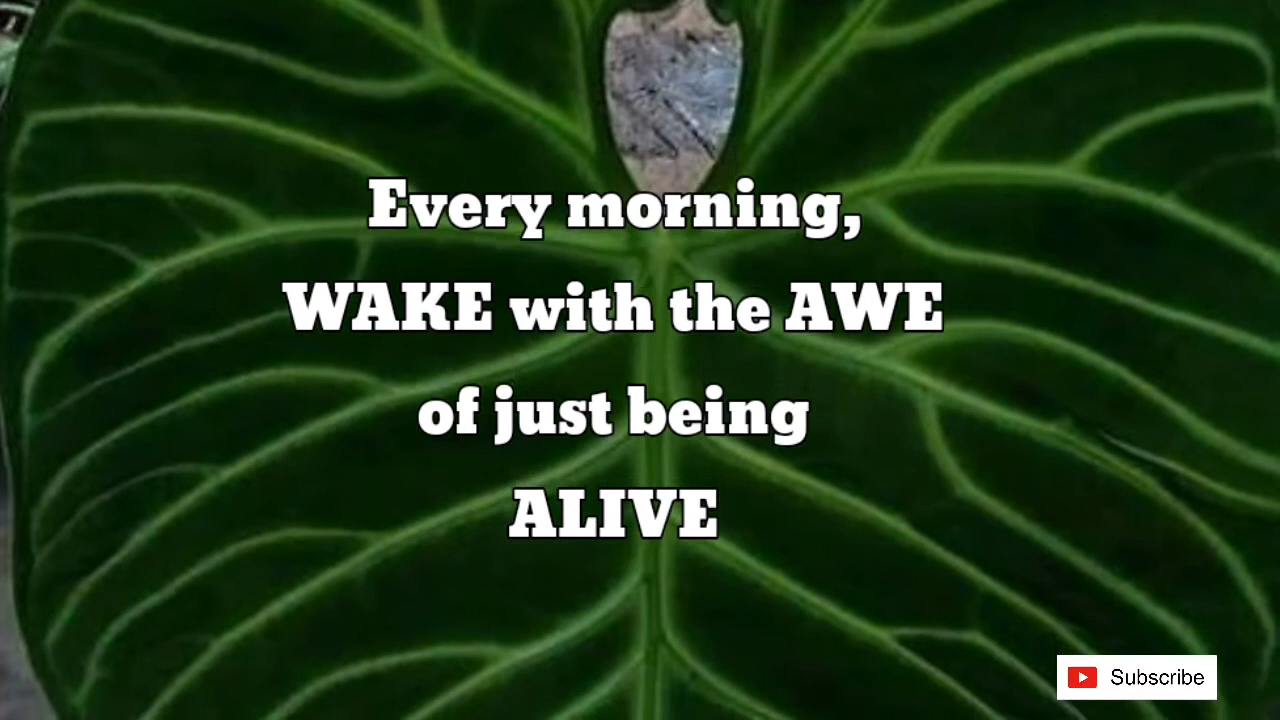 Every morning,
WAKE with the AWE
of just being
ALIVE
Subscribe